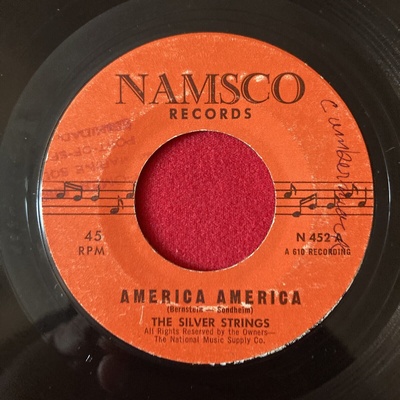 NAMSCO
RECORDS
45
RPM
N 452 A
A 610 RECORDING
AMERICA AMERICA
(Bernstein — Sondheim)
THE SILVER STRINGS
All Rights Reserved by the Owners—
The National Music Supply Co.